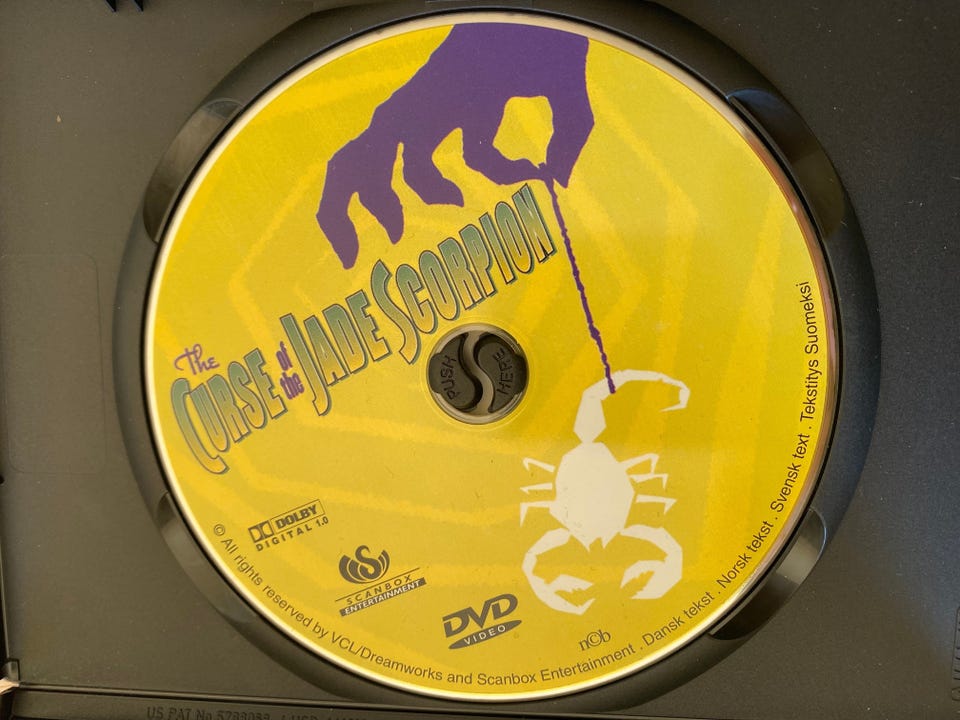 The
CURSE of the JADE SCORPION
PUSH HERE
DOLBY
DIGITAL 1.0
SCANBOX
ENTERTAINMENT
DVD
VIDEO
n©b
© All rights reserved by VCL/Dreamworks and Scanbox Entertainment . Dansk tekst . Norsk tekst . Svensk text . Tekstitys Suomeksi
US PAT No